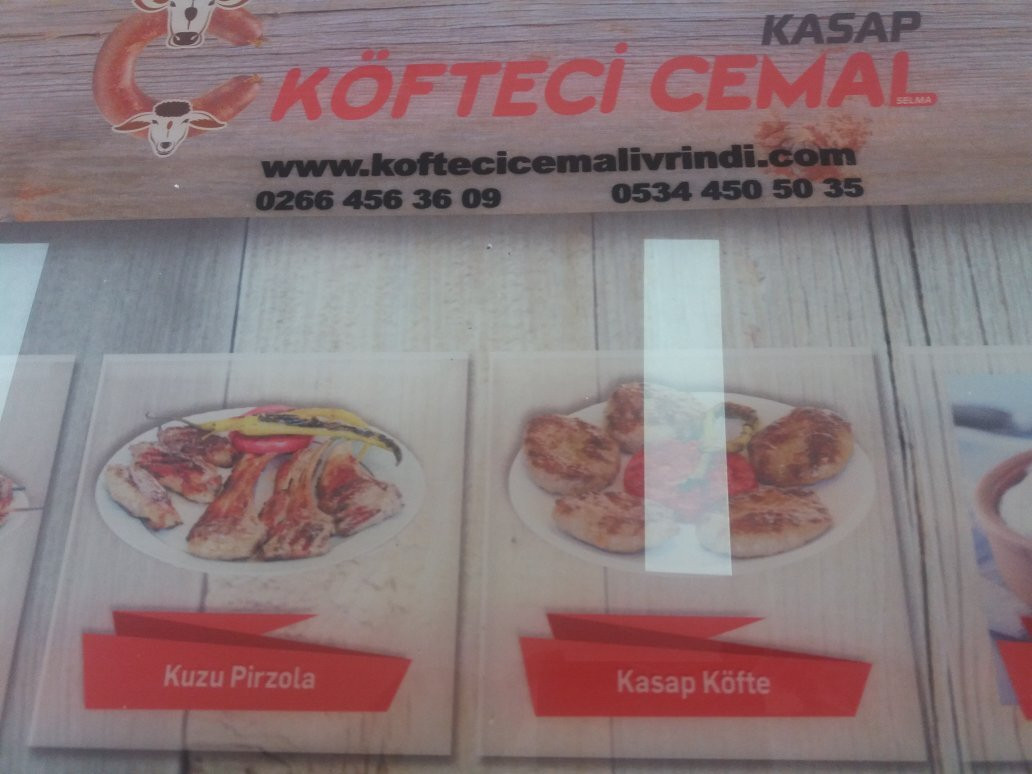 KASAP
KÖFTECİ CEMAL
SELMA
www.koftecicemalivrindi.com
0266 456 36 09 0534 450 50 35
Kuzu Pirzola
Kasap Köfte